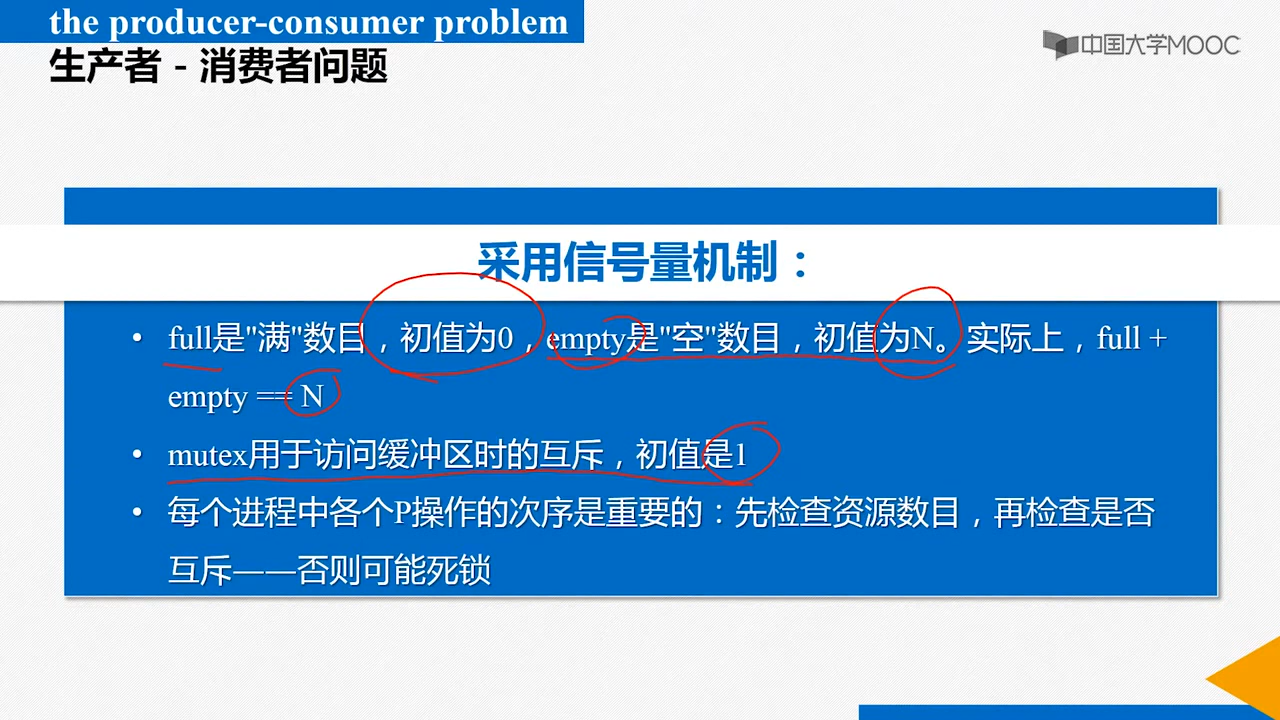 the producer-consumer problem
生产者－消费者问题
中国大学MOOC
采用信号量机制：
• full是"满"数目，初值为0，empty是"空"数目，初值为N。实际上，full +
empty == N
• mutex用于访问缓冲区时的互斥，初值是1
• 每个进程中各个P操作的次序是重要的：先检查资源数目，再检查是否
互斥——否则可能死锁